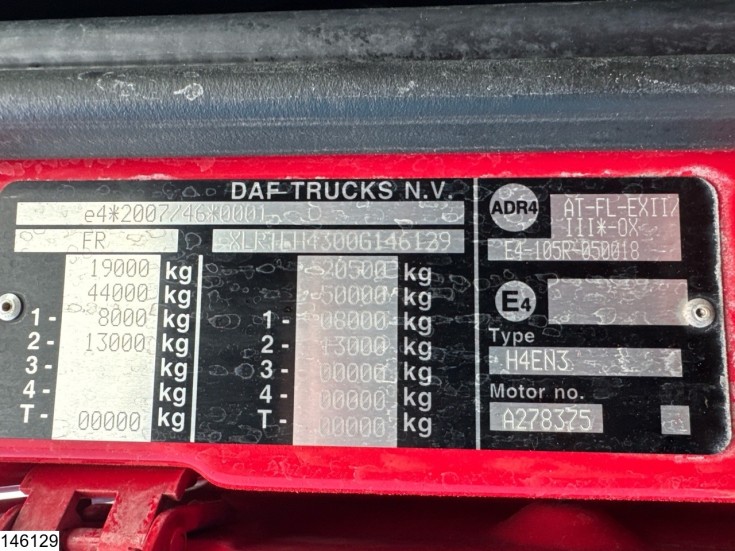 DAF TRUCKS N.V.
e4*2007/46*0001
FR XLRTEH4300G146129
19000 kg 20500 kg
44000 kg 50000 kg
1- 8000 kg 1- 08000 kg
2- 13000 kg 2- 13000 kg
3- kg 3- 00000 kg
4- kg 4- 00000 kg
T- 00000 kg T- 00000 kg
ADR4 AT-FL-EXII/
III*-OX
E4-105R-050018
E4
Type
H4EN3
Motor no.
A278375
146129